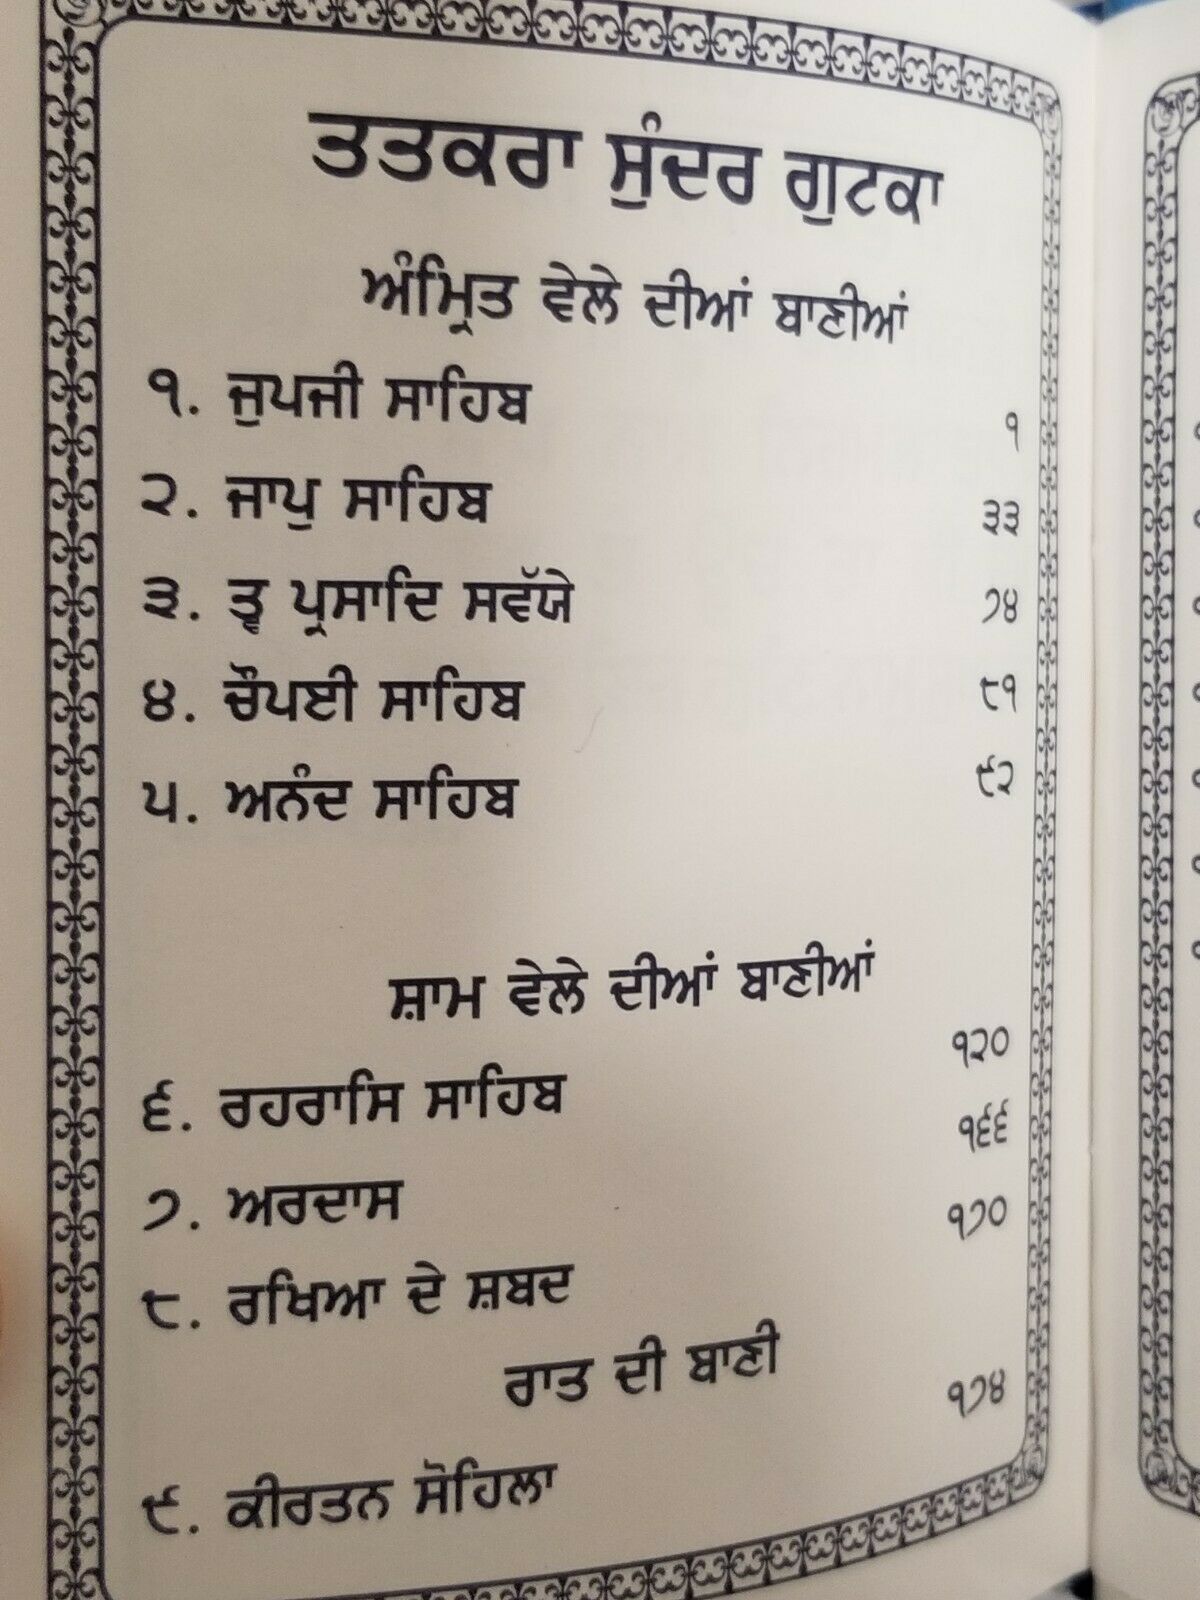 ਤਤਕਰਾ ਸੁੰਦਰ ਗੁਟਕਾ
ਅੰਮ੍ਰਿਤ ਵੇਲੇ ਦੀਆਂ ਬਾਣੀਆਂ
੧. ਜੁਪਜੀ ਸਾਹਿਬ ੧
੨. ਜਾਪੁ ਸਾਹਿਬ ੩੩
੩. ਤ੍ਵ ਪ੍ਰਸਾਦਿ ਸਵੱਯੇ ੭੪
੪. ਚੌਪਈ ਸਾਹਿਬ ੮੧
੫. ਅਨੰਦ ਸਾਹਿਬ ੯੨
ਸ਼ਾਮ ਵੇਲੇ ਦੀਆਂ ਬਾਣੀਆਂ
੬. ਰਹਰਾਸਿ ਸਾਹਿਬ ੧੨੦
੭. ਅਰਦਾਸ ੧੬੬
੮. ਰਖਿਆ ਦੇ ਸ਼ਬਦ ੧੭੦
ਰਾਤ ਦੀ ਬਾਣੀ
੯. ਕੀਰਤਨ ਸੋਹਿਲਾ ੧੭੪